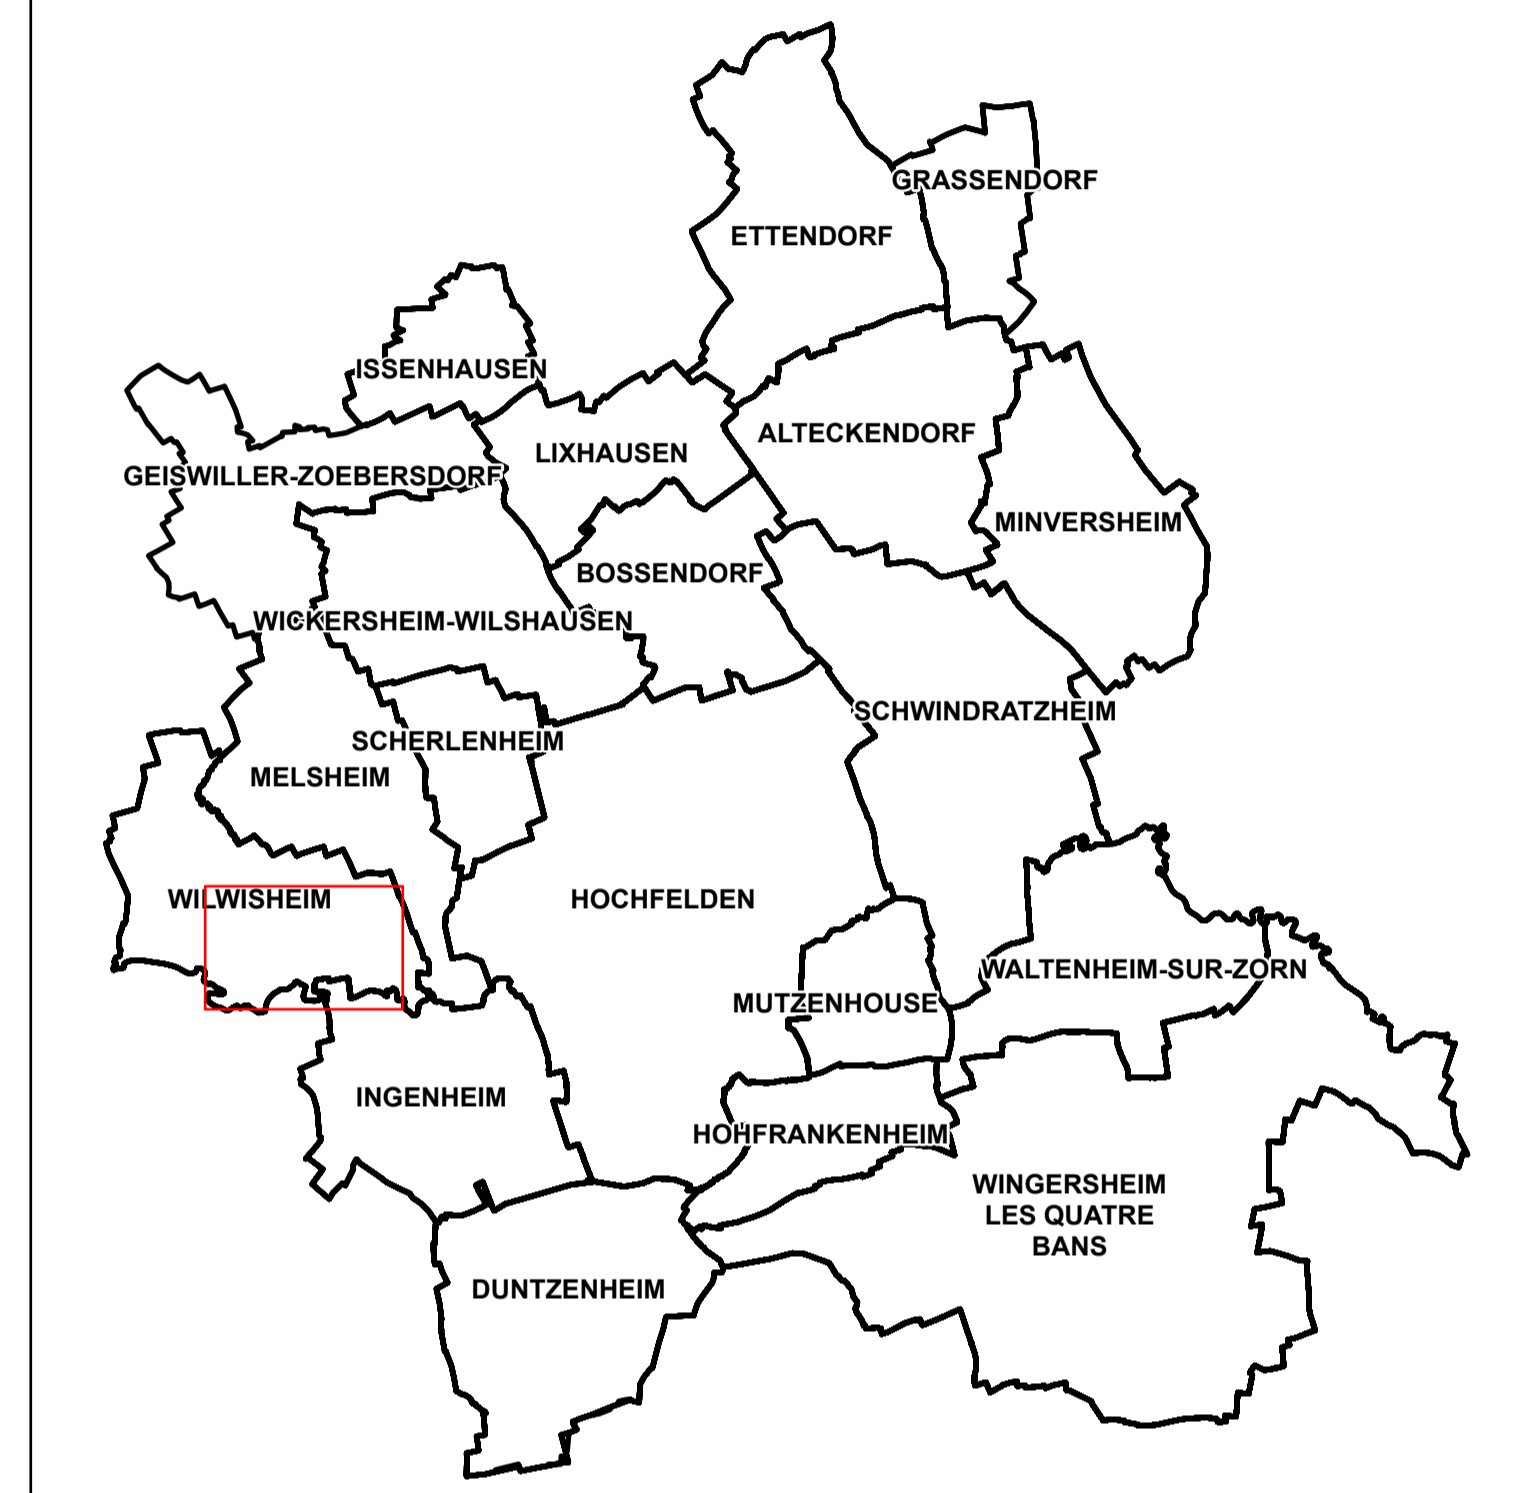 GRASSENDORF
ETTENDORF
ISSENHAUSEN
ALTECKENDORF
LIXHAUSEN
GEISWILLER-ZOEBERSDORF
MINVERSHEIM
BOSSENDORF
WICKERSHEIM-WILSHAUSEN
SCHWINDRATZHEIM
SCHERLENHEIM
MELSHEIM
WILWISHEIM
HOCHFELDEN
WALTENHEIM-SUR-ZORN
MUTZENHOUSE
INGENHEIM
HOHFRANKENHEIM
WINGERSHEIM
LES QUATRE
BANS
DUNTZENHEIM